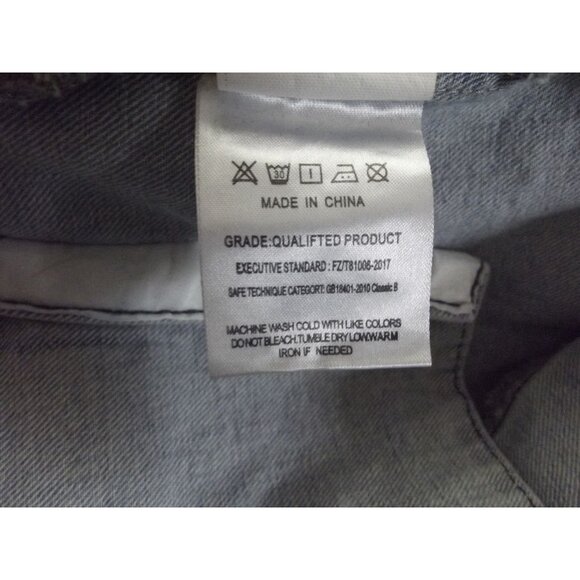 30
MADE IN CHINA
GRADE:QUALIFTED PRODUCT
EXECUTIVE STANDARD : FZ/T81006-2017
SAFE TECHNIQUE CATEGORT: GB18401-2010 Classic B
MACHINE WASH COLD WITH LIKE COLORS
DO NOT BLEACH.TUMBLE DRY LOW.WARM
IRON IF NEEDED